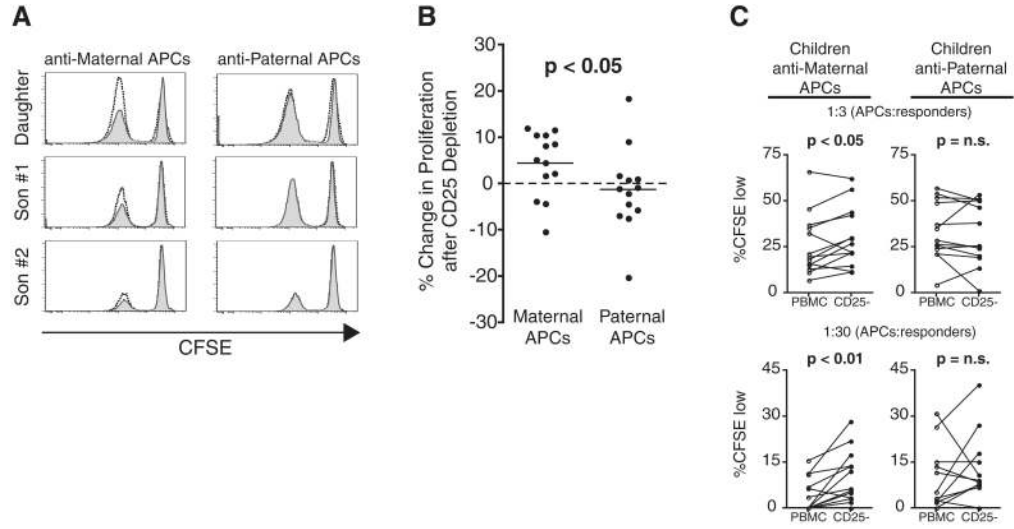 A
anti-Maternal APCs
anti-Paternal APCs
Daughter
Son #1
Son #2
CFSE
B
% Change in Proliferation
after CD25 Depletion
30
20
10
0
-10
-20
-30
p < 0.05
Maternal
APCs
Paternal
APCs
C
Children
anti-Maternal
APCs
Children
anti-Paternal
APCs
1:3 (APCs:responders)
p < 0.05
p = n.s.
%CFSE low
75
50
25
0
PBMC CD25-
75
50
25
0
PBMC CD25-
1:30 (APCs:responders)
p < 0.01
p = n.s.
%CFSE low
45
30
15
0
PBMC CD25-
45
30
15
0
PBMC CD25-